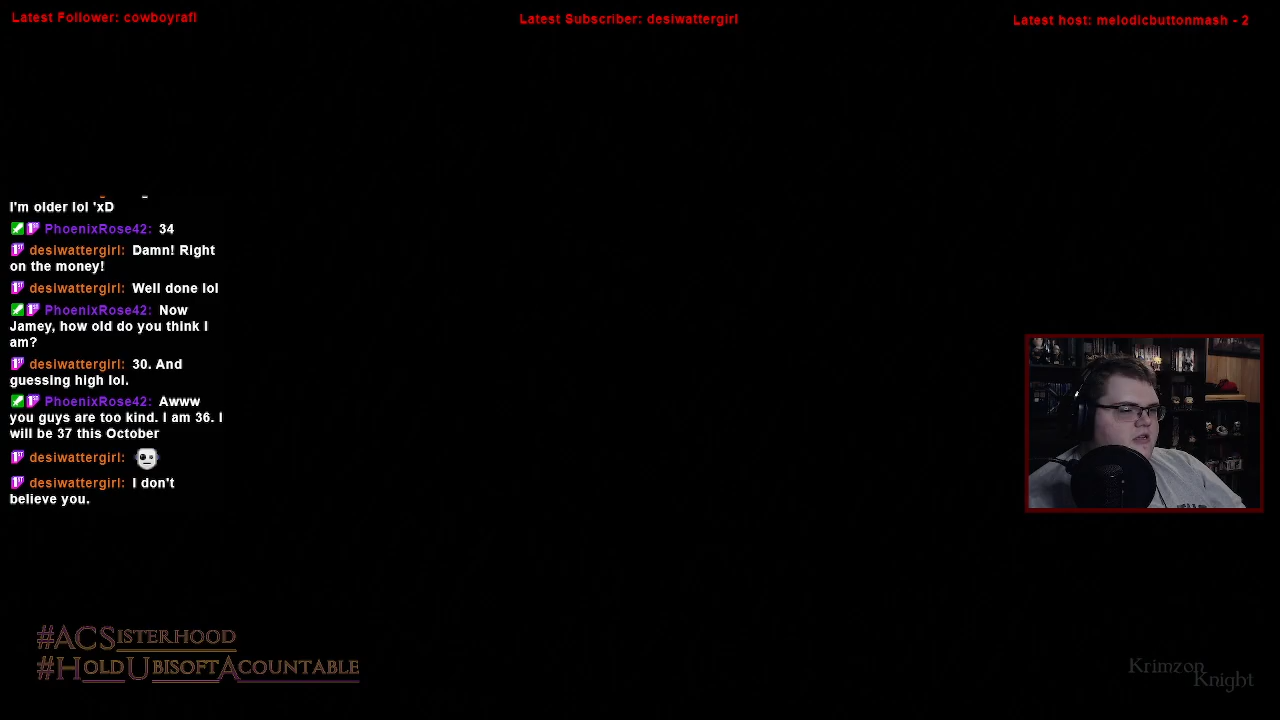 Latest Follower: cowboyrafi
Latest Subscriber: desiwattergirl
Latest host: melodicbuttonmash - 2
I'm older lol 'xD
PhoenixRose42: 34
desiwattergirl: Damn! Right
on the money!
desiwattergirl: Well done lol
PhoenixRose42: Now
Jamey, how old do you think I
am?
desiwattergirl: 30. And
guessing high lol.
PhoenixRose42: Awww
you guys are too kind. I am 36. I
will be 37 this October
desiwattergirl:
desiwattergirl: I don't
believe you.
#ACSisterhood
#HoldUbisoftAcountable
Krimzon
Knight